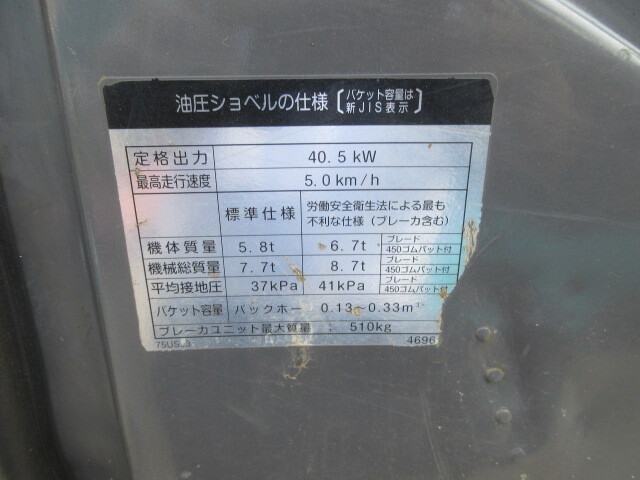 油圧ショベルの仕様〔バケット容量は新JIS表示〕
定格出力 40.5 kW
最高走行速度 5.0 km/h
標準仕様 労働安全衛生法による最も不利な仕様(ブレーカ含む)
機体質量 5.8t 6.7t ブレード 450ゴムパット付
機械総質量 7.7t 8.7t ブレード 450ゴムパット付
平均接地圧 37kPa 41kPa ブレード 450ゴムパット付
バケット容量 バックホー 0.13~0.33m³
ブレーカユニット最大質量 510kg
4696